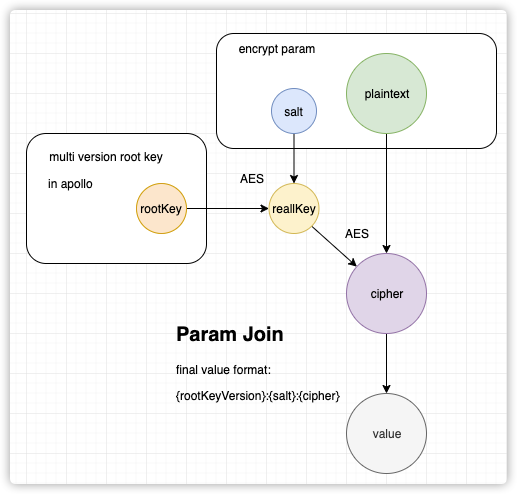 encrypt param
plaintext
salt
multi version root key
in apollo
AES
rootKey
reallKey
AES
cipher
Param Join
final value format:
{rootKeyVersion}:{salt}:{cipher}
value